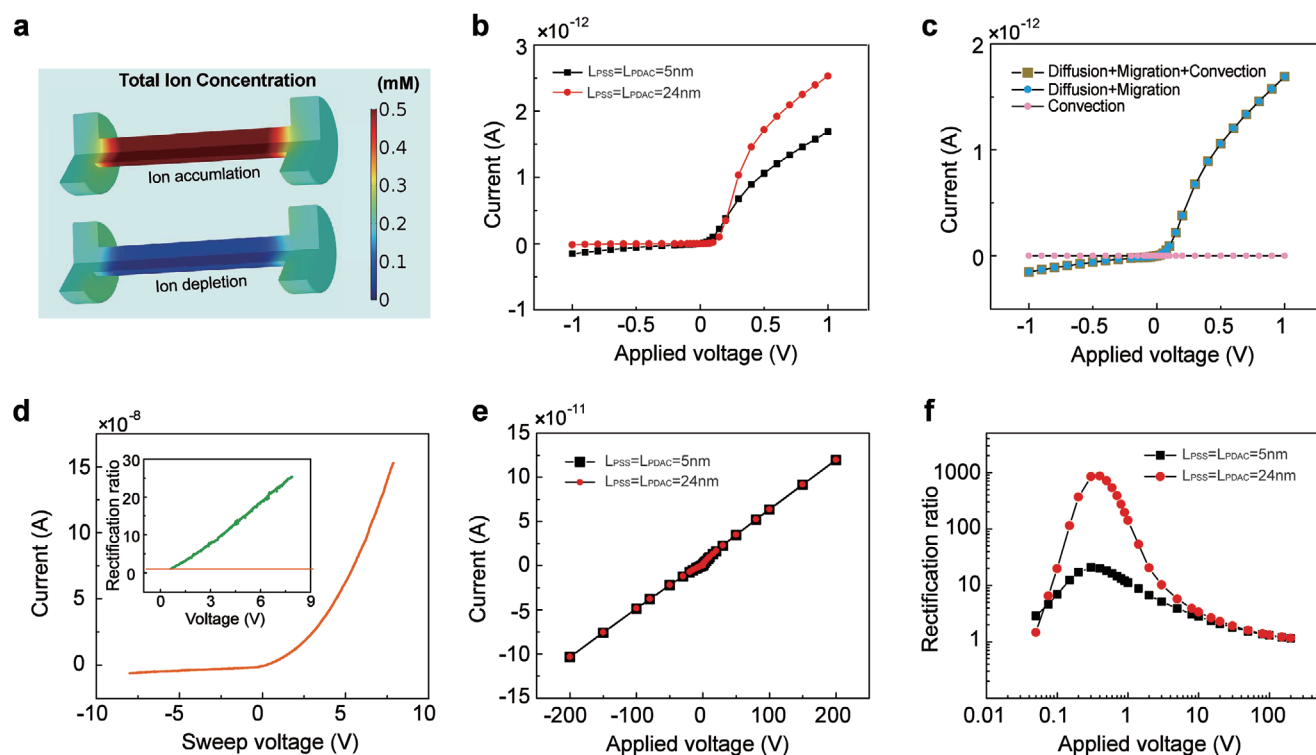 a
Total Ion Concentration
(mM)
0.5
0.4
0.3
0.2
0.1
0
Ion accumlation
Ion depletion
b
×10⁻¹²
3
2
1
0
-1
Current (A)
LPSS=LPDAC=5nm
LPSS=LPDAC=24nm
-1
-0.5
0
0.5
1
Applied voltage (V)
c
×10⁻¹²
2
1
0
Current (A)
Diffusion+Migration+Convection
Diffusion+Migration
Convection
-1
-0.5
0
0.5
1
Applied voltage (V)
d
×10⁻⁸
15
10
5
0
Current (A)
30
20
10
0
Rectification ratio
0
3
6
9
Voltage (V)
-10
-5
0
5
10
Sweep voltage (V)
e
×10⁻¹¹
15
10
5
0
-5
-10
-15
Current (A)
LPSS=LPDAC=5nm
LPSS=LPDAC=24nm
-200
-100
0
100
200
Applied voltage (V)
f
1000
100
10
1
Rectification ratio
LPSS=LPDAC=5nm
LPSS=LPDAC=24nm
0.01
0.1
1
10
100
Applied voltage (V)